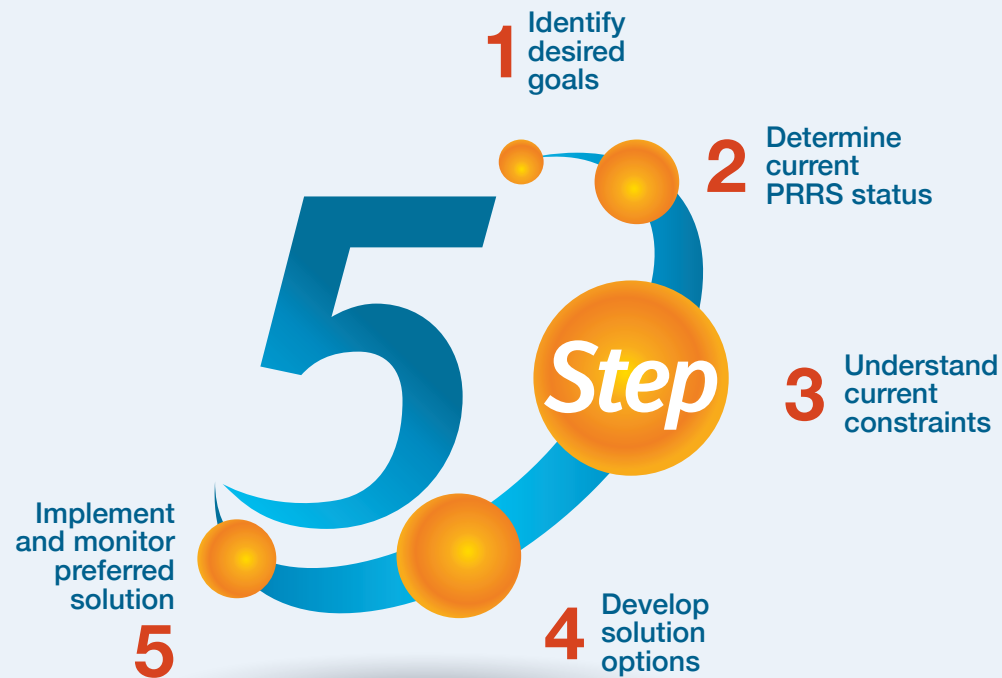 1 Identify
desired
goals
2 Determine
current
PRRS status
5 Step
3 Understand
current
constraints
4 Develop
solution
options
Implement
and monitor
preferred
solution
5